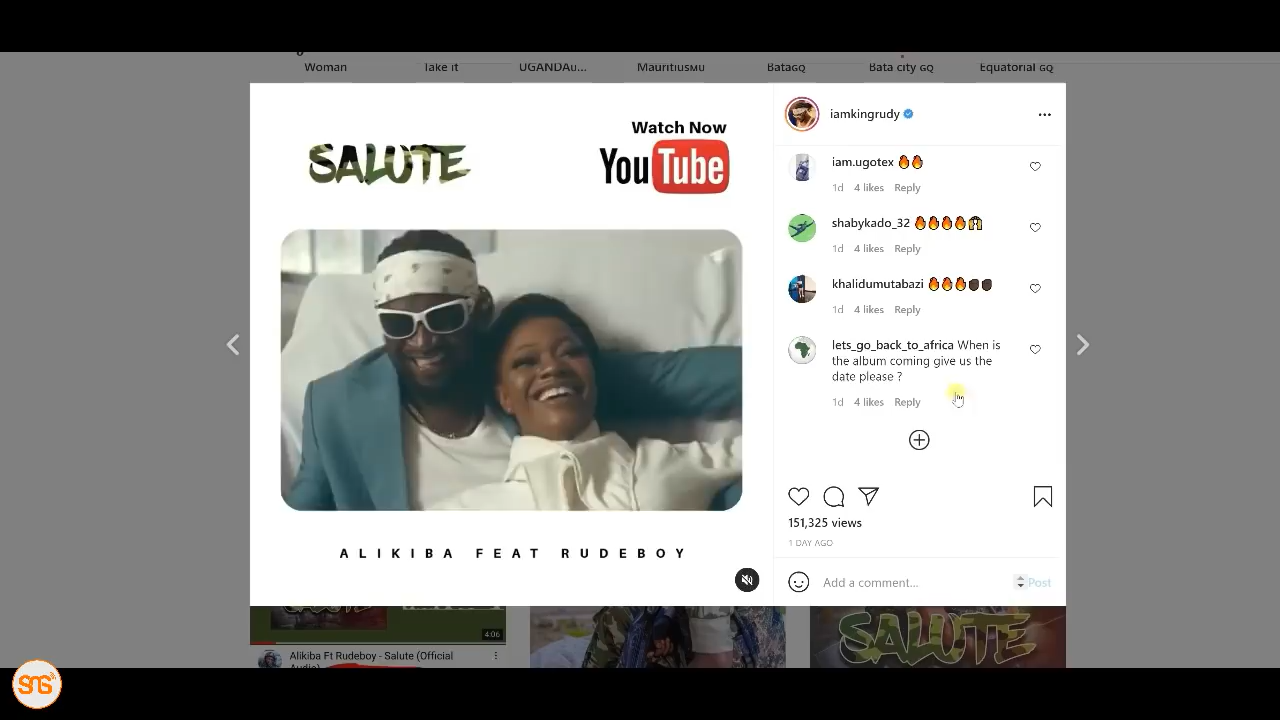 Woman
Take it
UGANDAU...
MauritiusMU
BataGQ
Bata city GQ
Equatorial GQ
SALUTE
Watch Now
YouTube
ALIKIBA FEAT RUDEBOY
iamkingrudy
iam.ugotex 🔥🔥
1d 4 likes Reply
shabykado_32 🔥🔥🔥🔥
1d 4 likes Reply
khalidumutabazi 🔥🔥🔥
1d 4 likes Reply
lets_go_back_to_africa When is
the album coming give us the
date please ?
1d 4 likes Reply
151,325 views
1 DAY AGO
Add a comment...
Post
4:06
Alikiba Ft Rudeboy - Salute (Official
Audio)
SALUTE
SNS